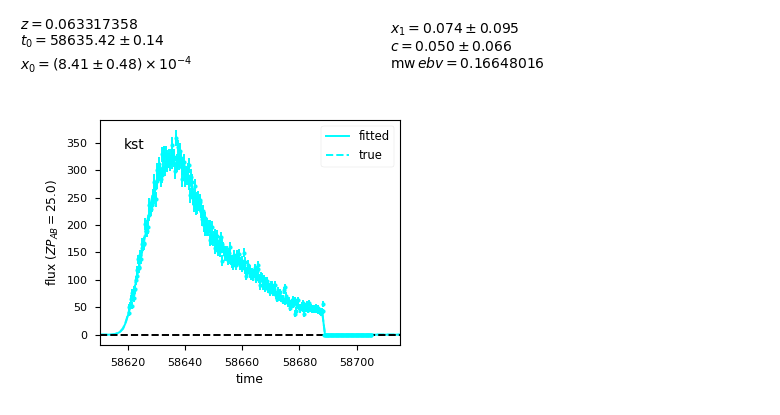 z = 0.063317358
t₀ = 58635.42 ± 0.14
x₀ = (8.41 ± 0.48) × 10⁻⁴
x₁ = 0.074 ± 0.095
c = 0.050 ± 0.066
mw ebv = 0.16648016
kst
fitted
true
350
300
250
200
150
100
50
0
flux (ZP_AB = 25.0)
58620 58640 58660 58680 58700
time